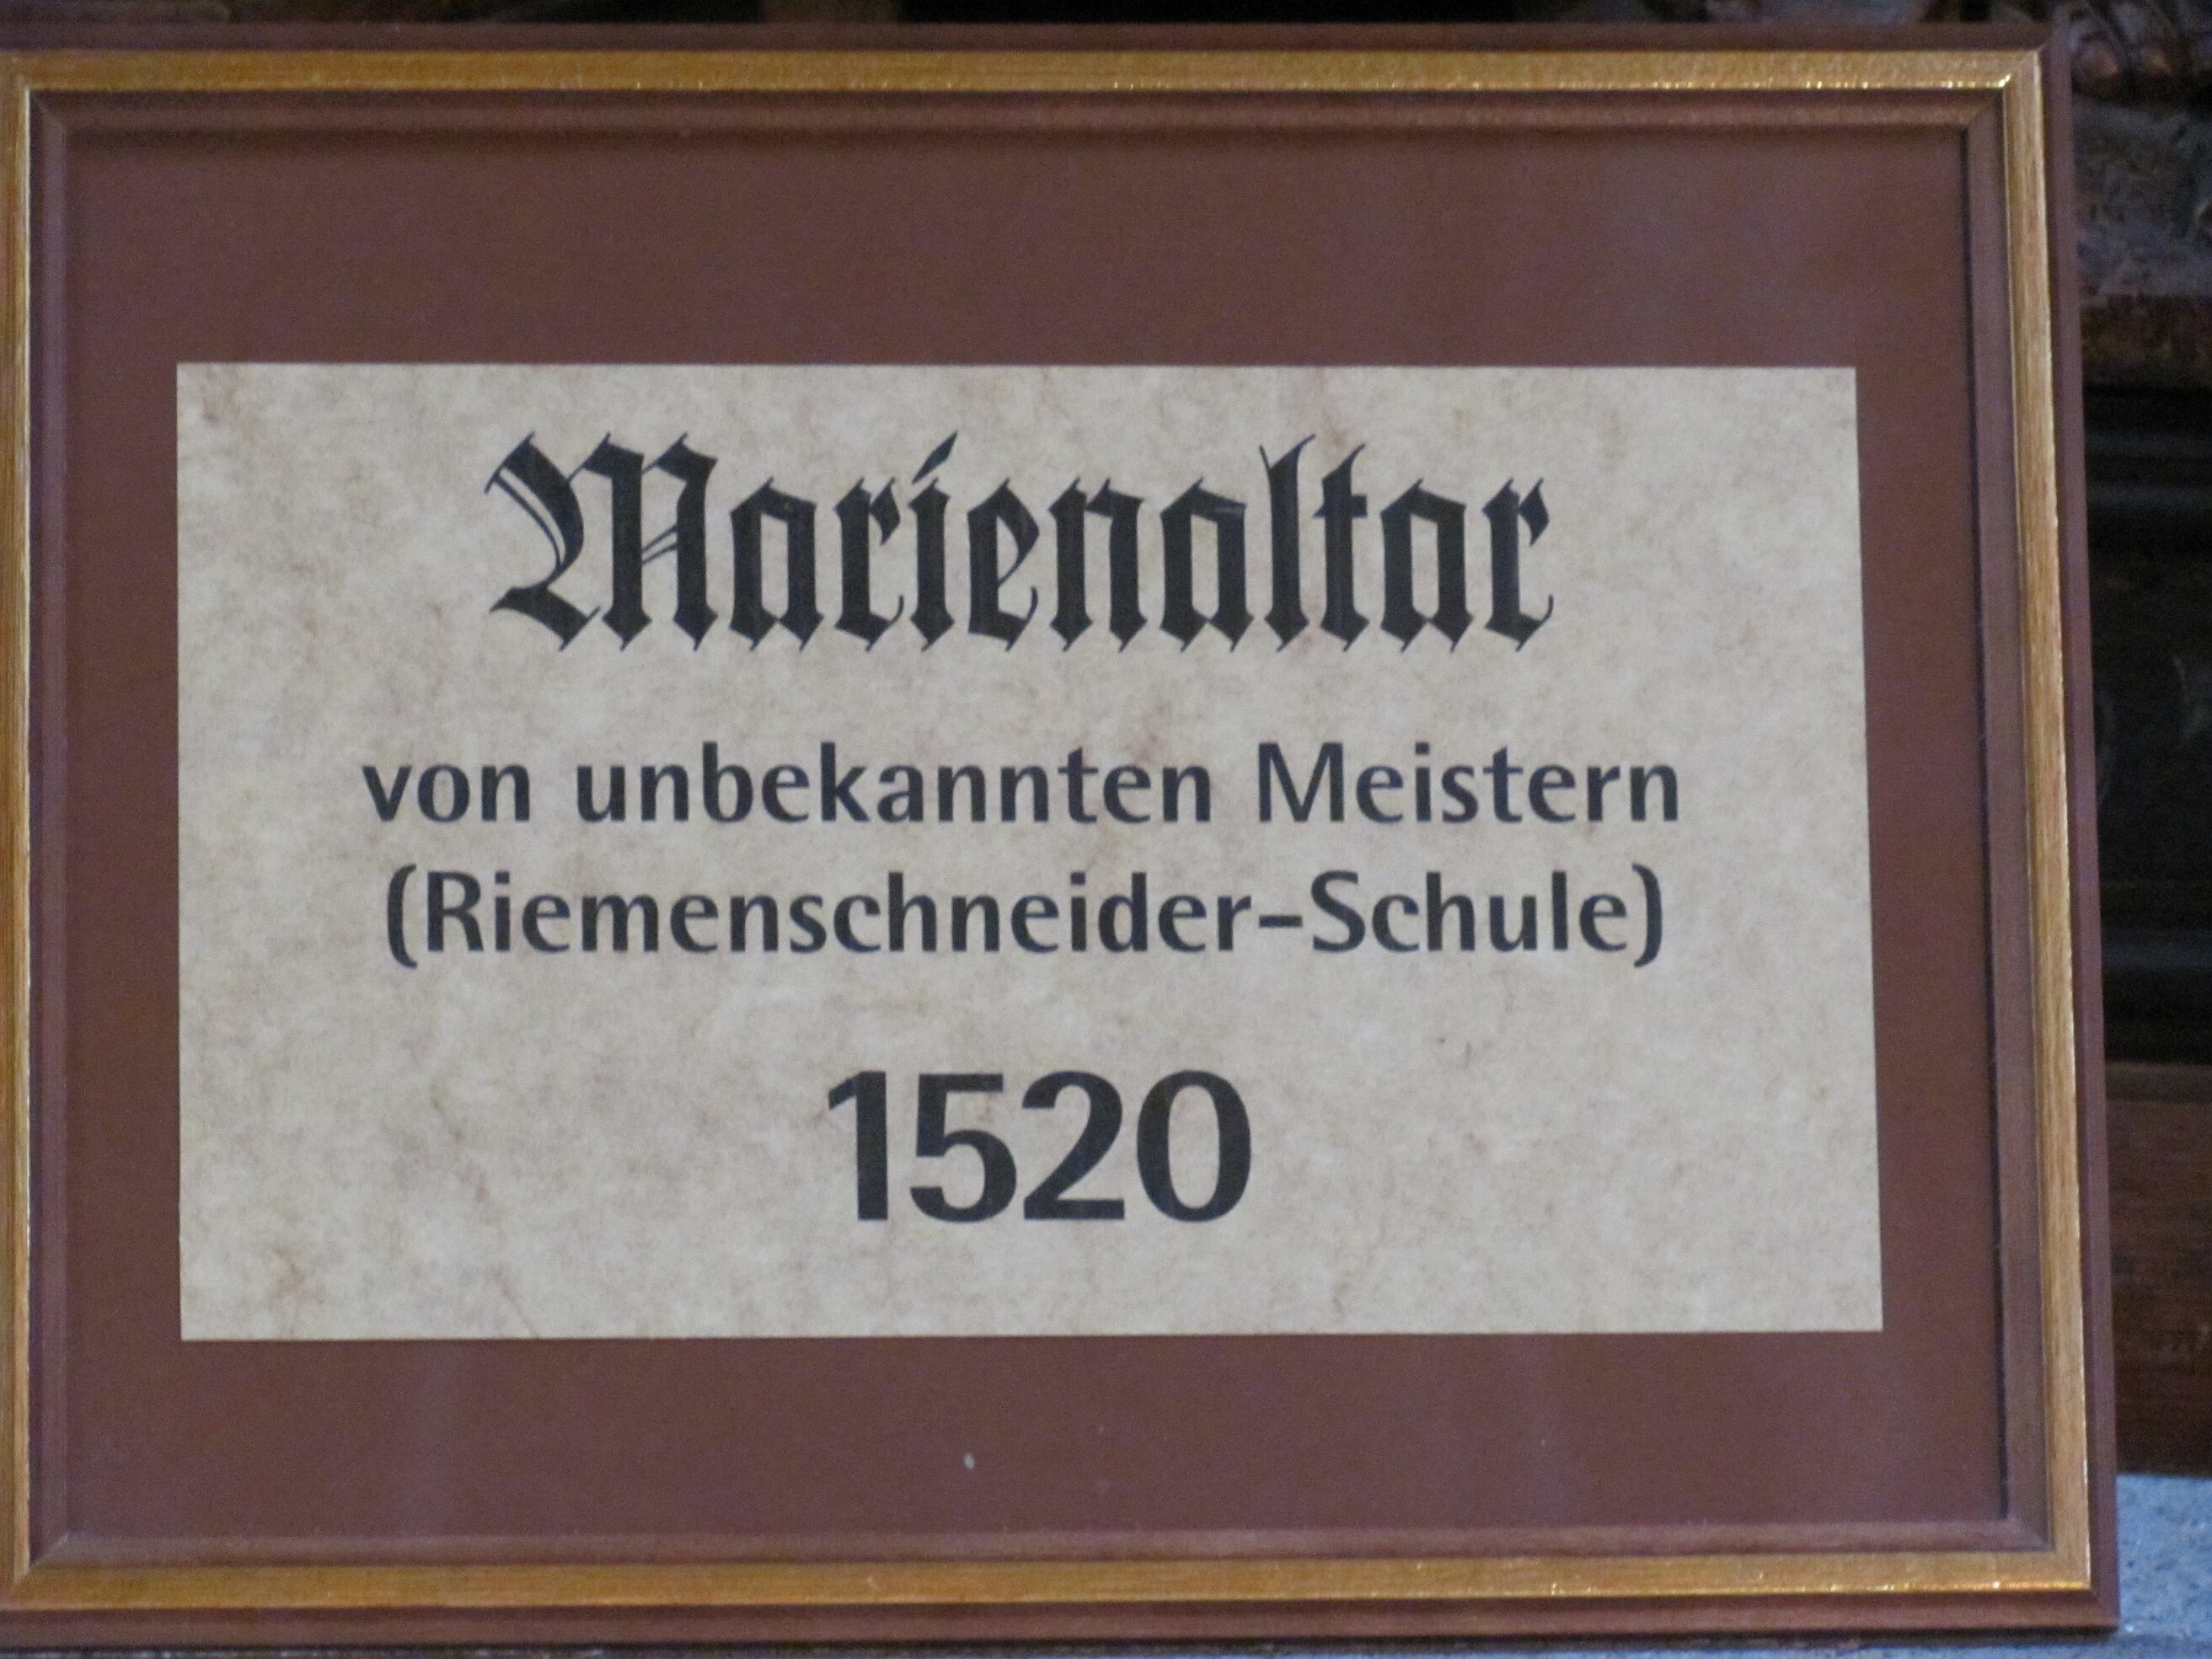 Marienaltar
von unbekannten Meistern
(Riemenschneider-Schule)
1520